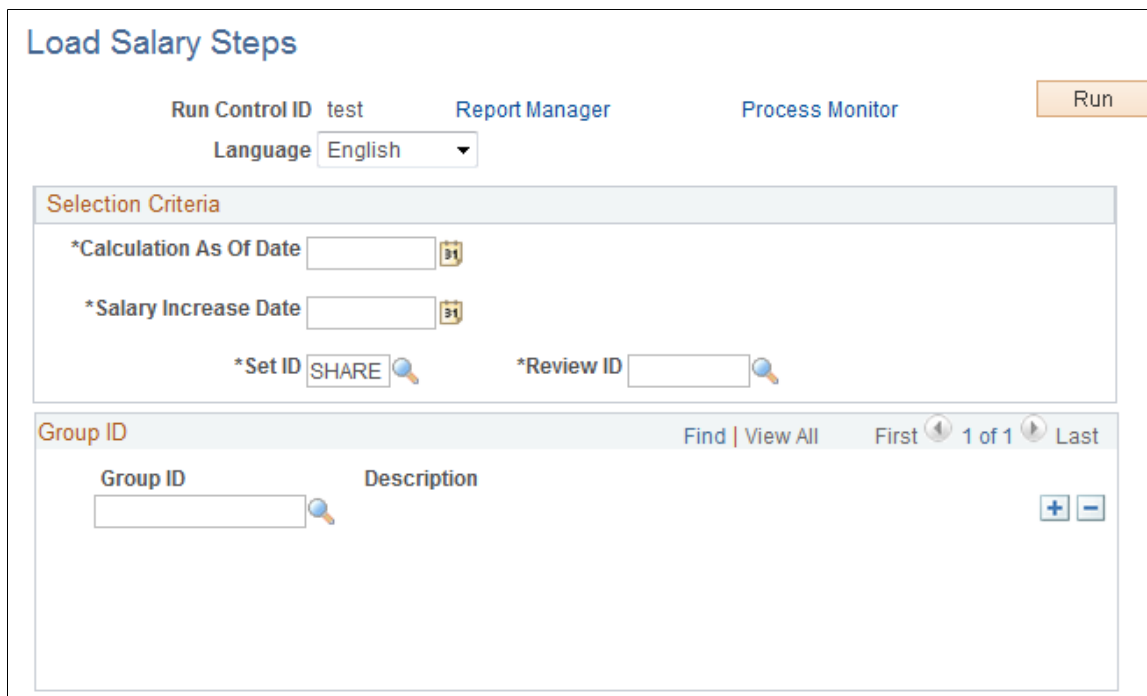 Load Salary Steps
Run Control ID test Report Manager Process Monitor Run
Language English
Selection Criteria
*Calculation As Of Date 31
*Salary Increase Date 31
*Set ID SHARE *Review ID
Group ID Find | View All First 1 of 1 Last
Group ID Description